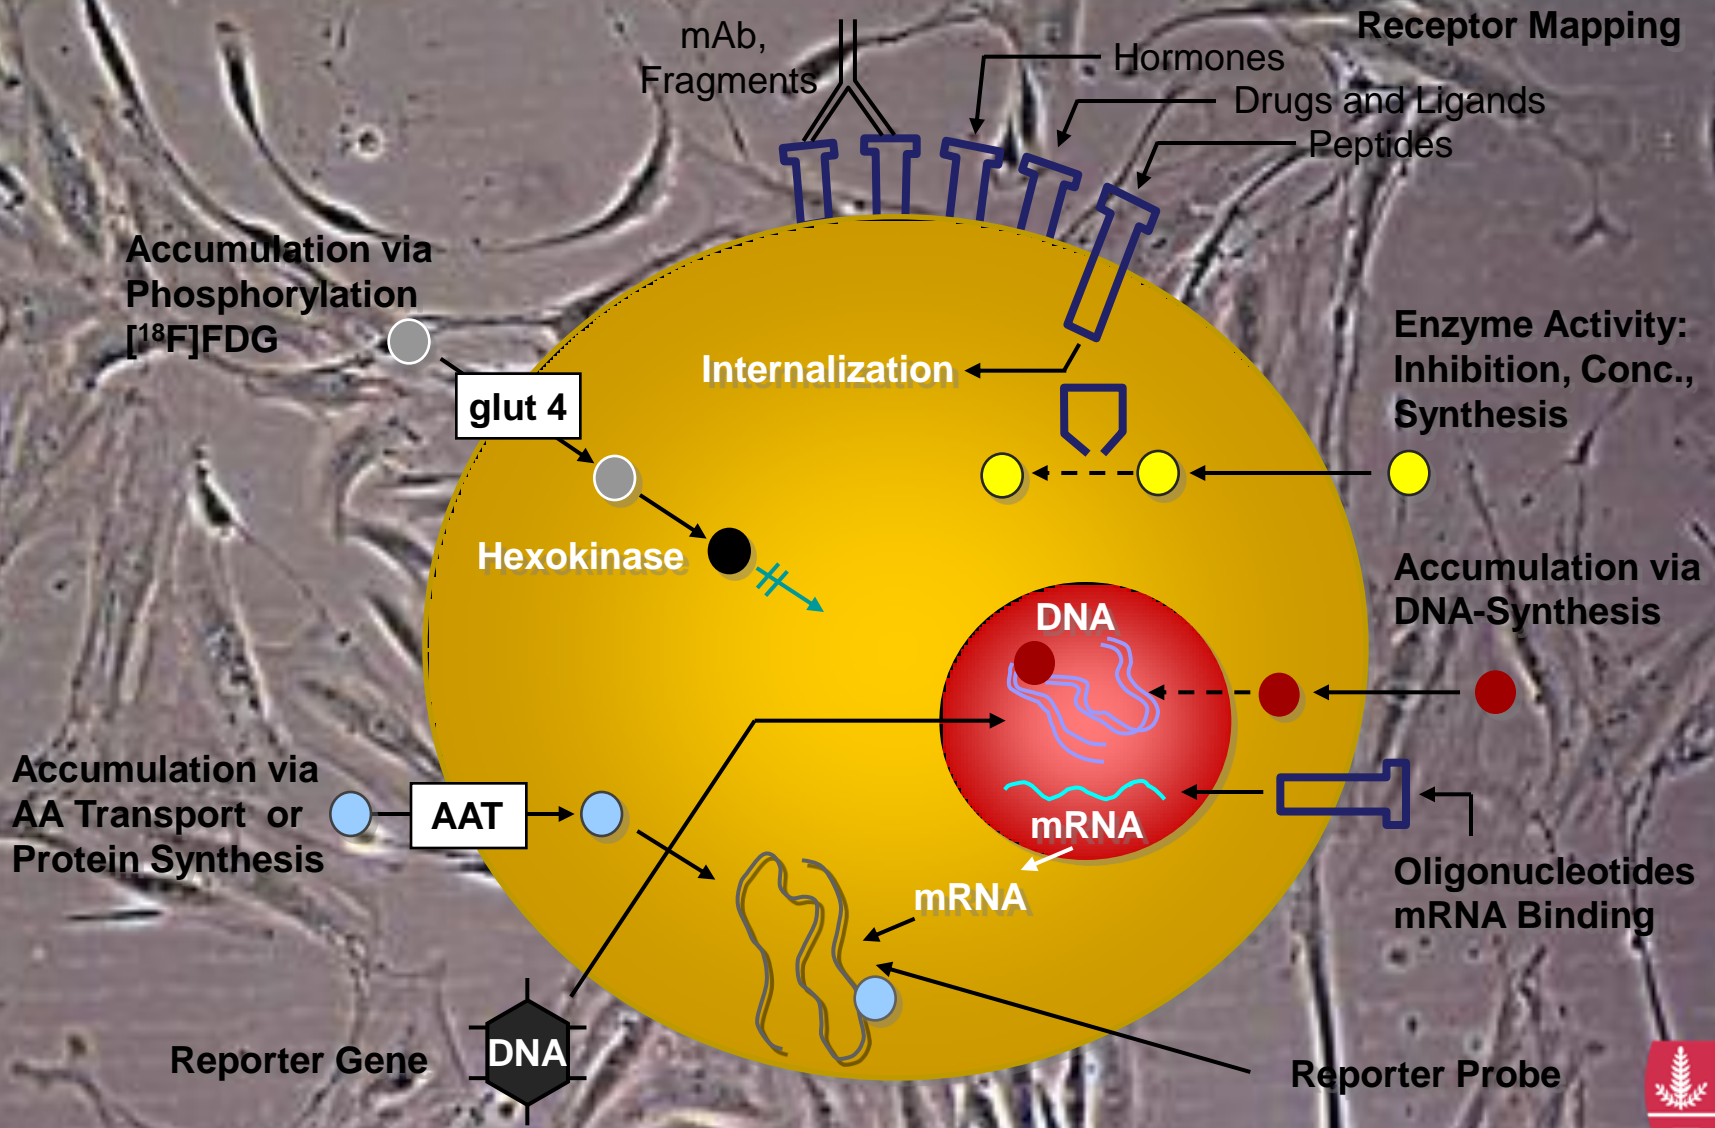 Receptor Mapping
mAb,
Fragments
Hormones
Drugs and Ligands
Peptides
Accumulation via
Phosphorylation
[¹⁸F]FDG
glut 4
Internalization
Enzyme Activity:
Inhibition, Conc.,
Synthesis
Hexokinase
Accumulation via
DNA-Synthesis
DNA
Accumulation via
AA Transport or
Protein Synthesis
AAT
mRNA
mRNA
Oligonucleotides
mRNA Binding
Reporter Gene
DNA
Reporter Probe